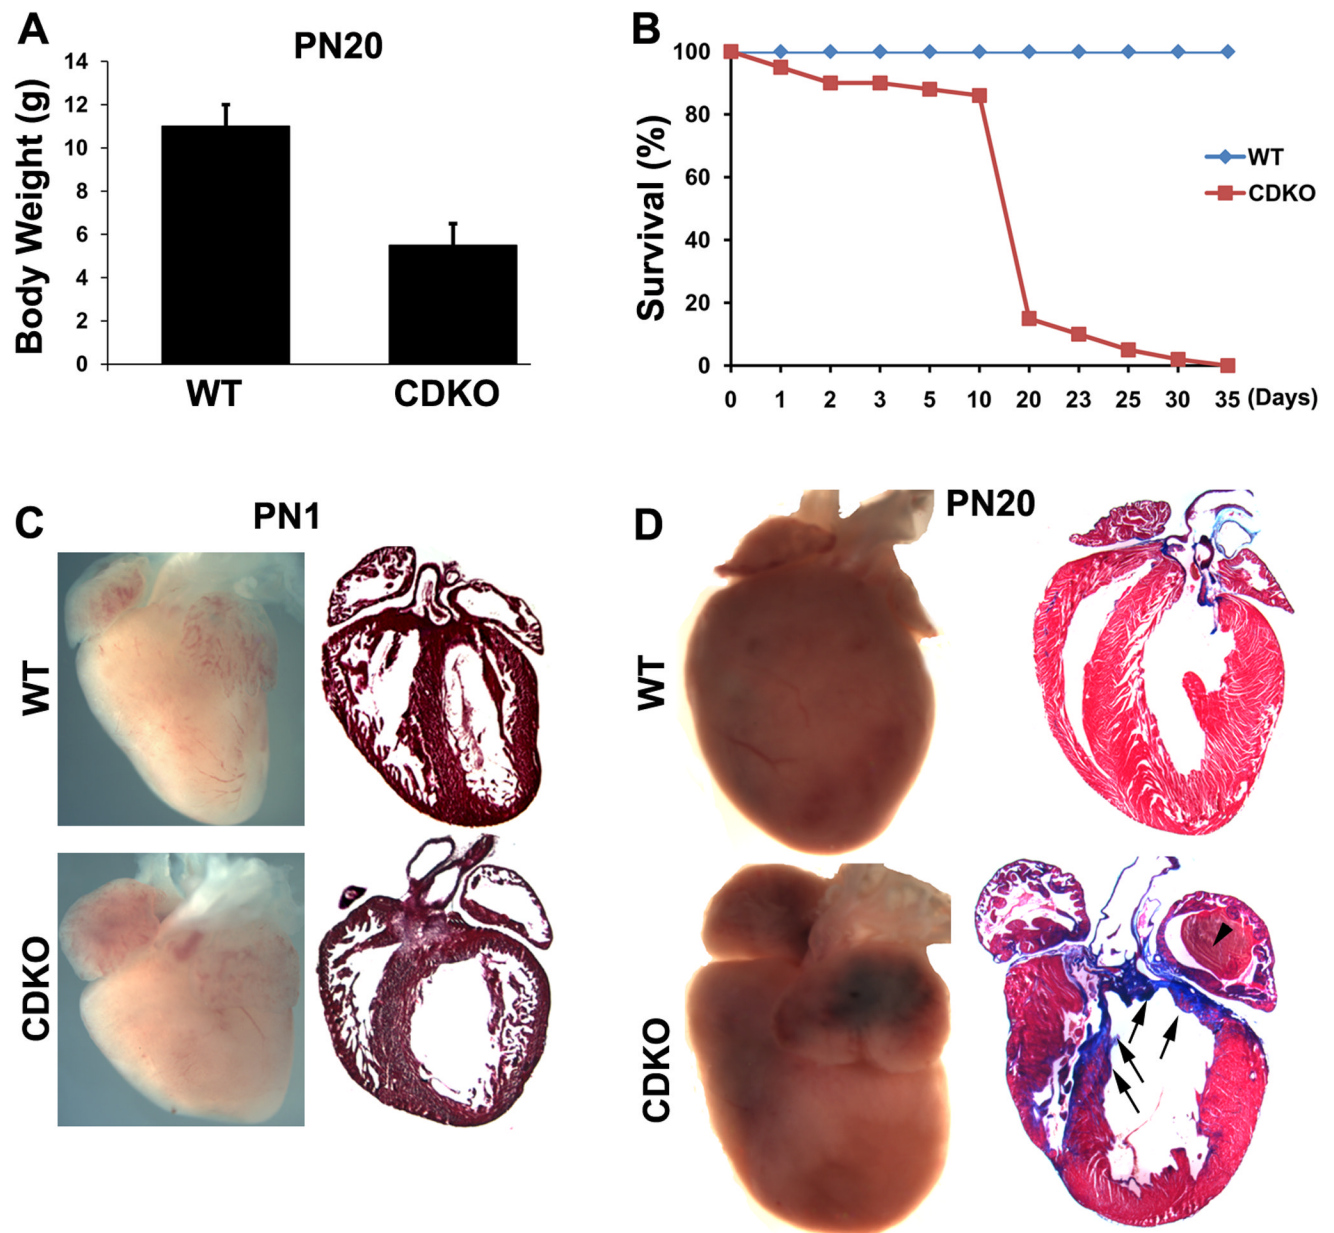 A
PN20
Body Weight (g)
14
12
10
8
6
4
2
0
WT
CDKO
B
Survival (%)
100
80
60
40
20
0
0 1 2 3 5 10 20 23 25 30 35 (Days)
WT
CDKO
C
PN1
WT
CDKO
D
PN20
WT
CDKO